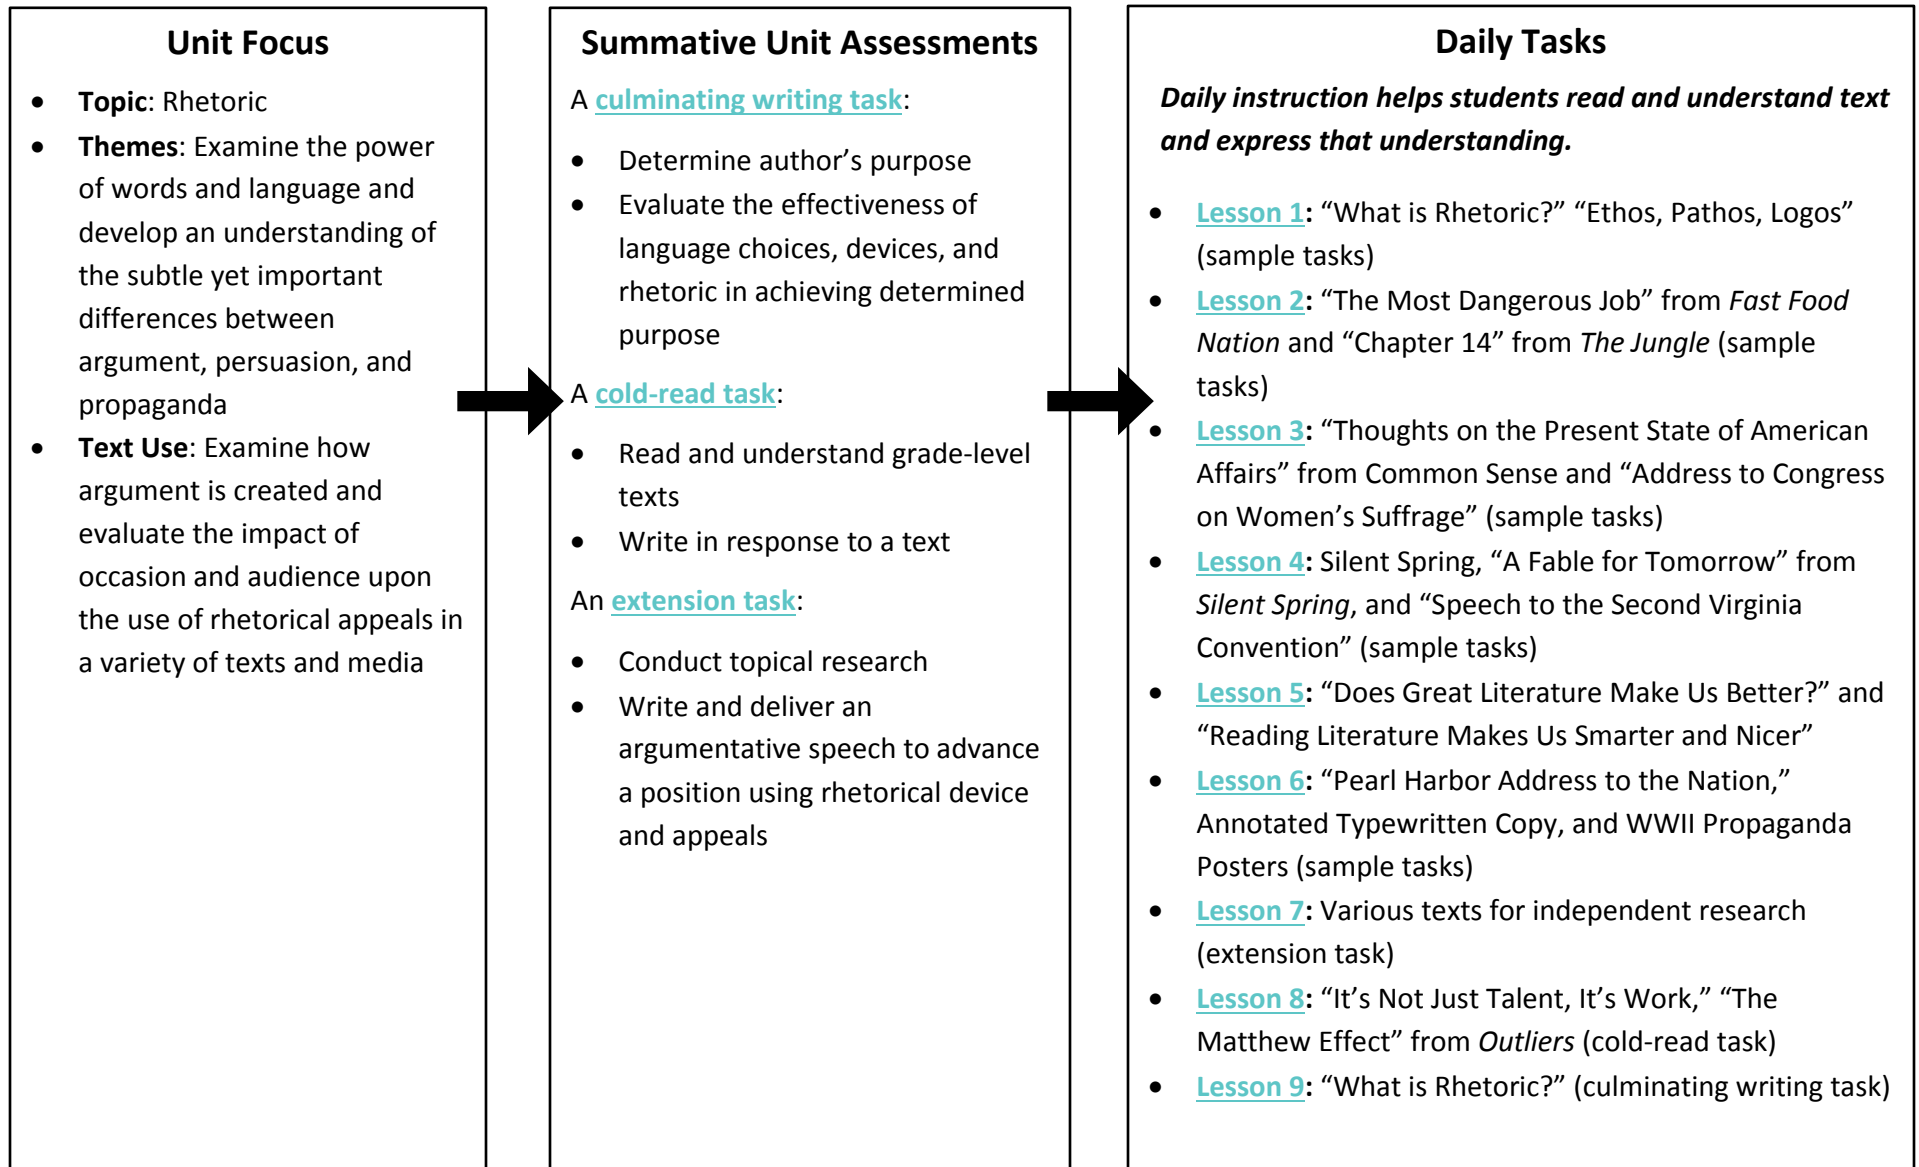 Unit Focus
• Topic: Rhetoric
• Themes: Examine the power
of words and language and
develop an understanding of
the subtle yet important
differences between
argument, persuasion, and
propaganda
• Text Use: Examine how
argument is created and
evaluate the impact of
occasion and audience upon
the use of rhetorical appeals in
a variety of texts and media
Summative Unit Assessments
A culminating writing task:
• Determine author’s purpose
• Evaluate the effectiveness of
language choices, devices, and
rhetoric in achieving determined
purpose
A cold-read task:
• Read and understand grade-level
texts
• Write in response to a text
An extension task:
• Conduct topical research
• Write and deliver an
argumentative speech to advance
a position using rhetorical device
and appeals
Daily Tasks
Daily instruction helps students read and understand text
and express that understanding.
• Lesson 1: “What is Rhetoric?” “Ethos, Pathos, Logos”
(sample tasks)
• Lesson 2: “The Most Dangerous Job” from Fast Food
Nation and “Chapter 14” from The Jungle (sample
tasks)
• Lesson 3: “Thoughts on the Present State of American
Affairs” from Common Sense and “Address to Congress
on Women’s Suffrage” (sample tasks)
• Lesson 4: Silent Spring, “A Fable for Tomorrow” from
Silent Spring, and “Speech to the Second Virginia
Convention” (sample tasks)
• Lesson 5: “Does Great Literature Make Us Better?” and
“Reading Literature Makes Us Smarter and Nicer”
• Lesson 6: “Pearl Harbor Address to the Nation,”
Annotated Typewritten Copy, and WWII Propaganda
Posters (sample tasks)
• Lesson 7: Various texts for independent research
(extension task)
• Lesson 8: “It’s Not Just Talent, It’s Work,” “The
Matthew Effect” from Outliers (cold-read task)
• Lesson 9: “What is Rhetoric?” (culminating writing task)